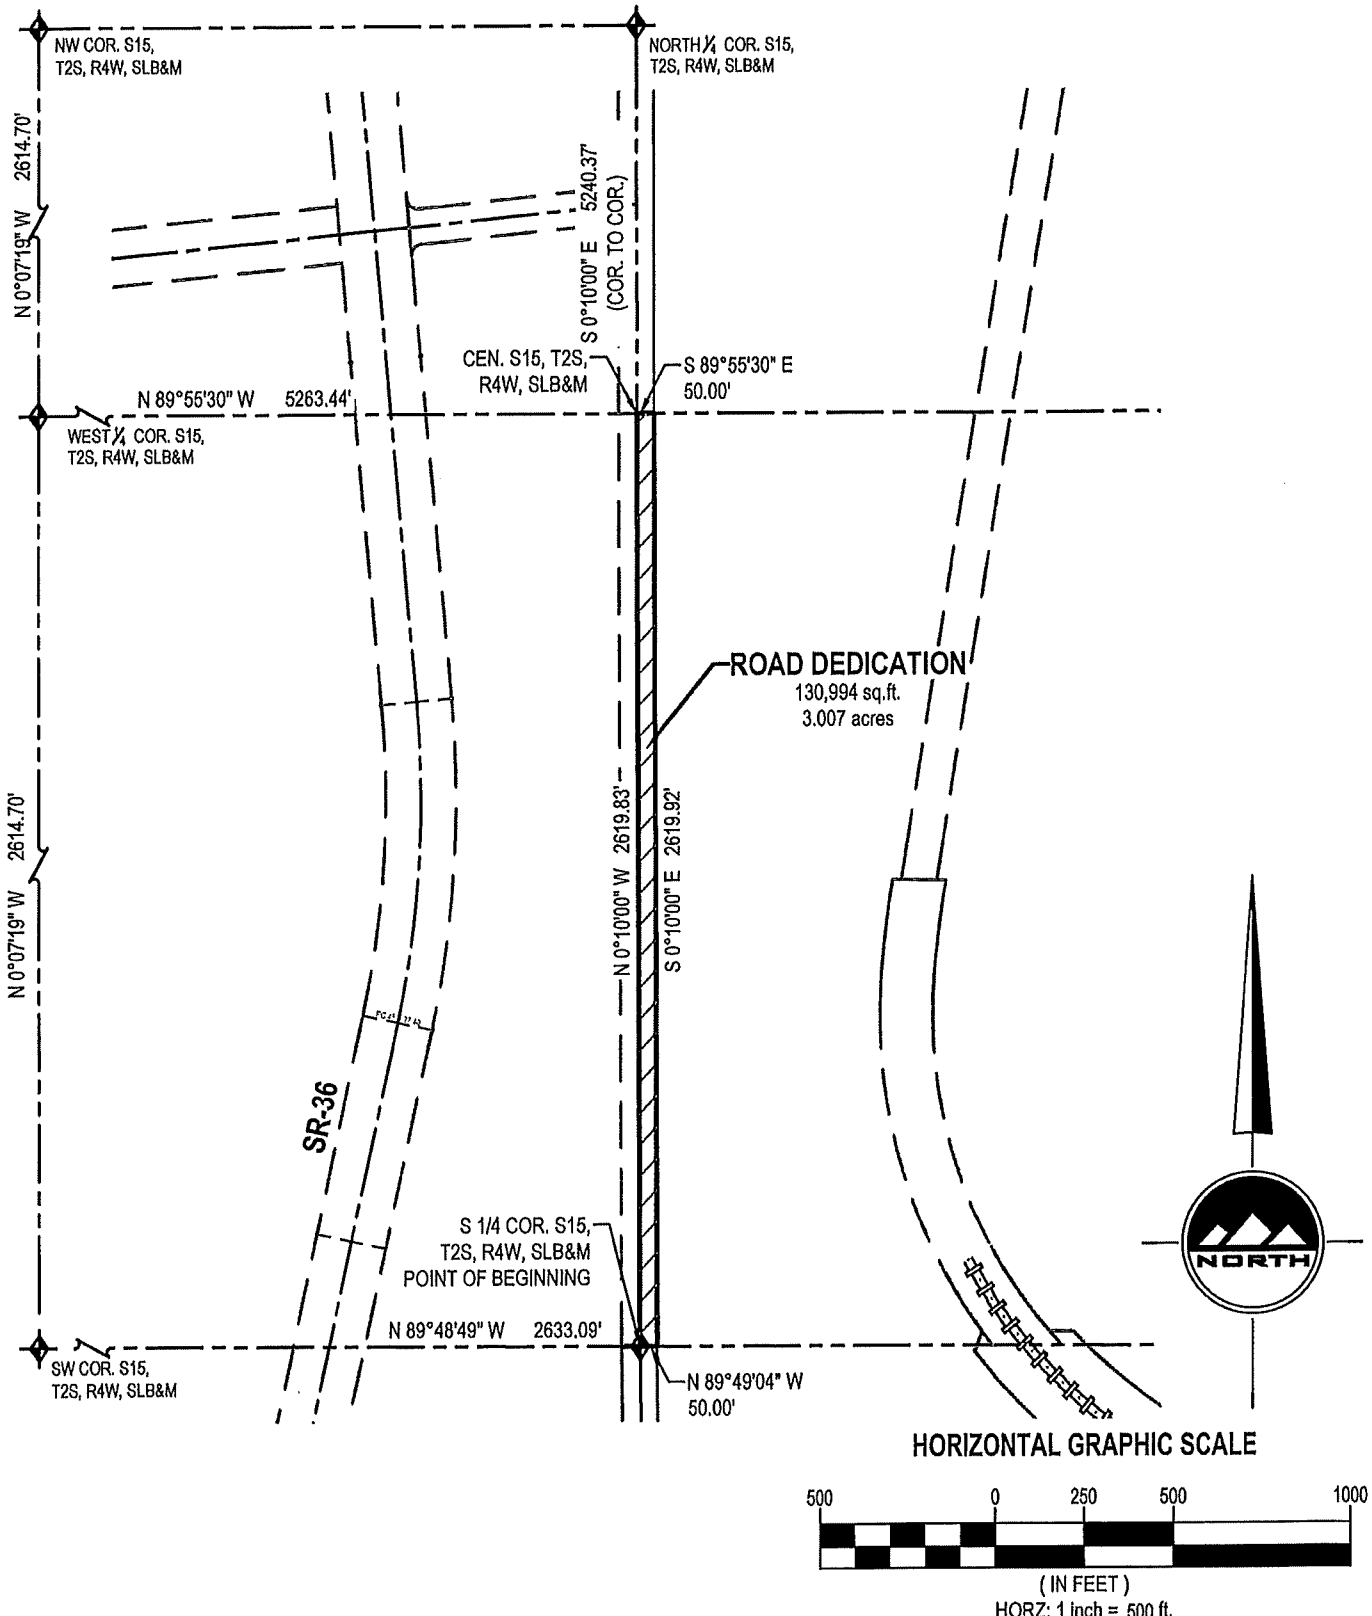 NW COR. S15,
T2S, R4W, SLB&M
NORTH 1/4 COR. S15,
T2S, R4W, SLB&M
N 0°07'19" W 2614.70'
S 0°10'00" E 5240.37'
(COR. TO COR.)
CEN. S15, T2S,
R4W, SLB&M
S 89°55'30" E
50.00'
N 89°55'30" W 5263.44'
WEST 1/4 COR. S15,
T2S, R4W, SLB&M
ROAD DEDICATION
130,994 sq.ft.
3.007 acres
N 0°07'19" W 2614.70'
N 0°10'00" W 2619.83'
S 0°10'00" E 2619.92'
SR-36
S 1/4 COR. S15,
T2S, R4W, SLB&M
POINT OF BEGINNING
N 89°48'49" W 2633.09'
SW COR. S15,
T2S, R4W, SLB&M
N 89°49'04" W
50.00'
NORTH
HORIZONTAL GRAPHIC SCALE
500 0 250 500 1000
( IN FEET )
HORZ: 1 inch = 500 ft.